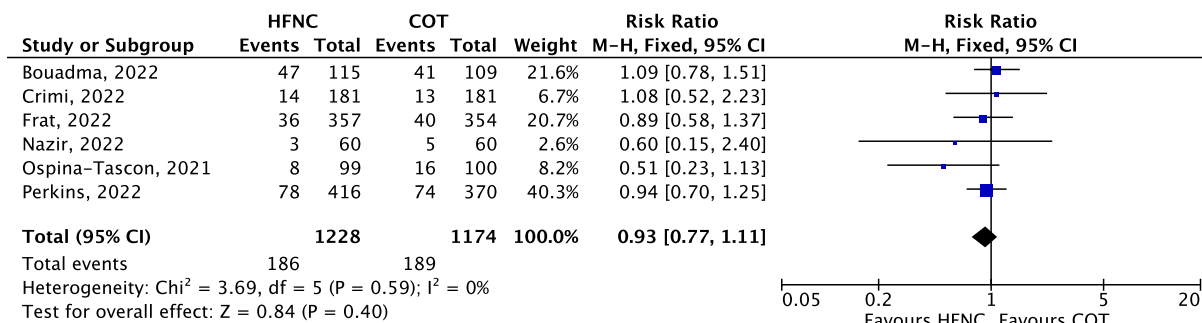 HFNC COT Risk Ratio Risk Ratio
Study or Subgroup Events Total Events Total Weight M-H, Fixed, 95% CI M-H, Fixed, 95% CI
Bouadma, 2022 47 115 41 109 21.6% 1.09 [0.78, 1.51]
Crimi, 2022 14 181 13 181 6.7% 1.08 [0.52, 2.23]
Frat, 2022 36 357 40 354 20.7% 0.89 [0.58, 1.37]
Nazir, 2022 3 60 5 60 2.6% 0.60 [0.15, 2.40]
Ospina-Tascon, 2021 8 99 16 100 8.2% 0.51 [0.23, 1.13]
Perkins, 2022 78 416 74 370 40.3% 0.94 [0.70, 1.25]
Total (95% CI) 1228 1174 100.0% 0.93 [0.77, 1.11]
Total events 186 189
Heterogeneity: Chi² = 3.69, df = 5 (P = 0.59); I² = 0%
Test for overall effect: Z = 0.84 (P = 0.40)
0.05 0.2 1 5 20
Favours HFNC Favours COT